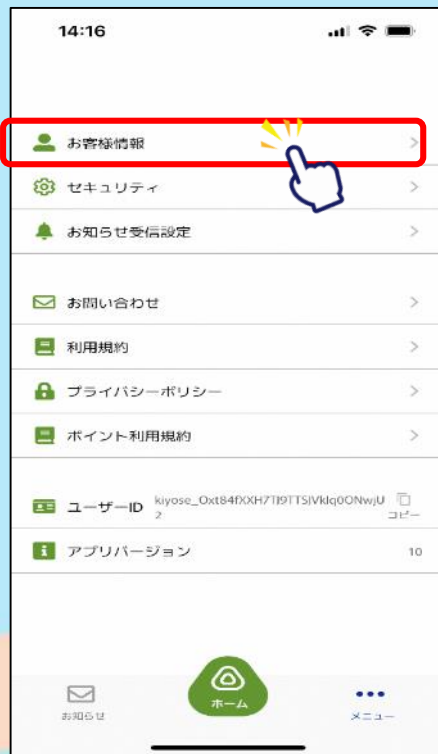 14:16
お客様情報
セキュリティ
お知らせ受信設定
お問い合わせ
利用規約
プライバシーポリシー
ポイント利用規約
ユーザーID
コピー
アプリバージョン 10
お知らせ ホーム メニュー